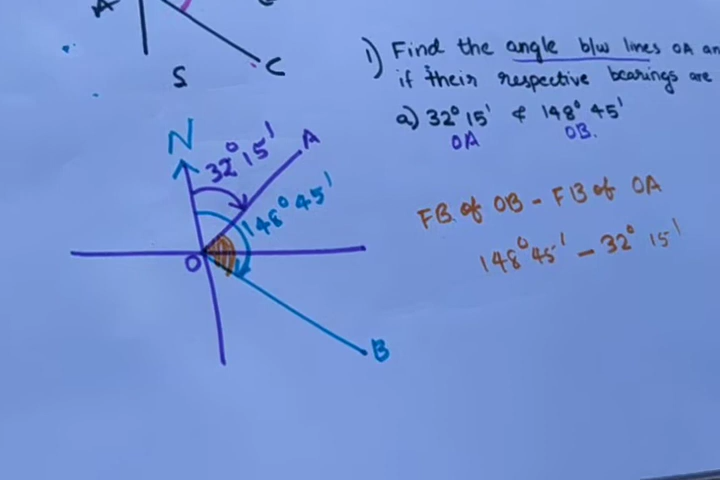 A
S
C
1) Find the angle b/w lines OA an
if their respective bearings are
a) 32° 15' & 148° 45'
OA OB.
N
32° 15'
A
148° 45'
O
B
FB of OB - FB of OA
148° 45' - 32° 15'